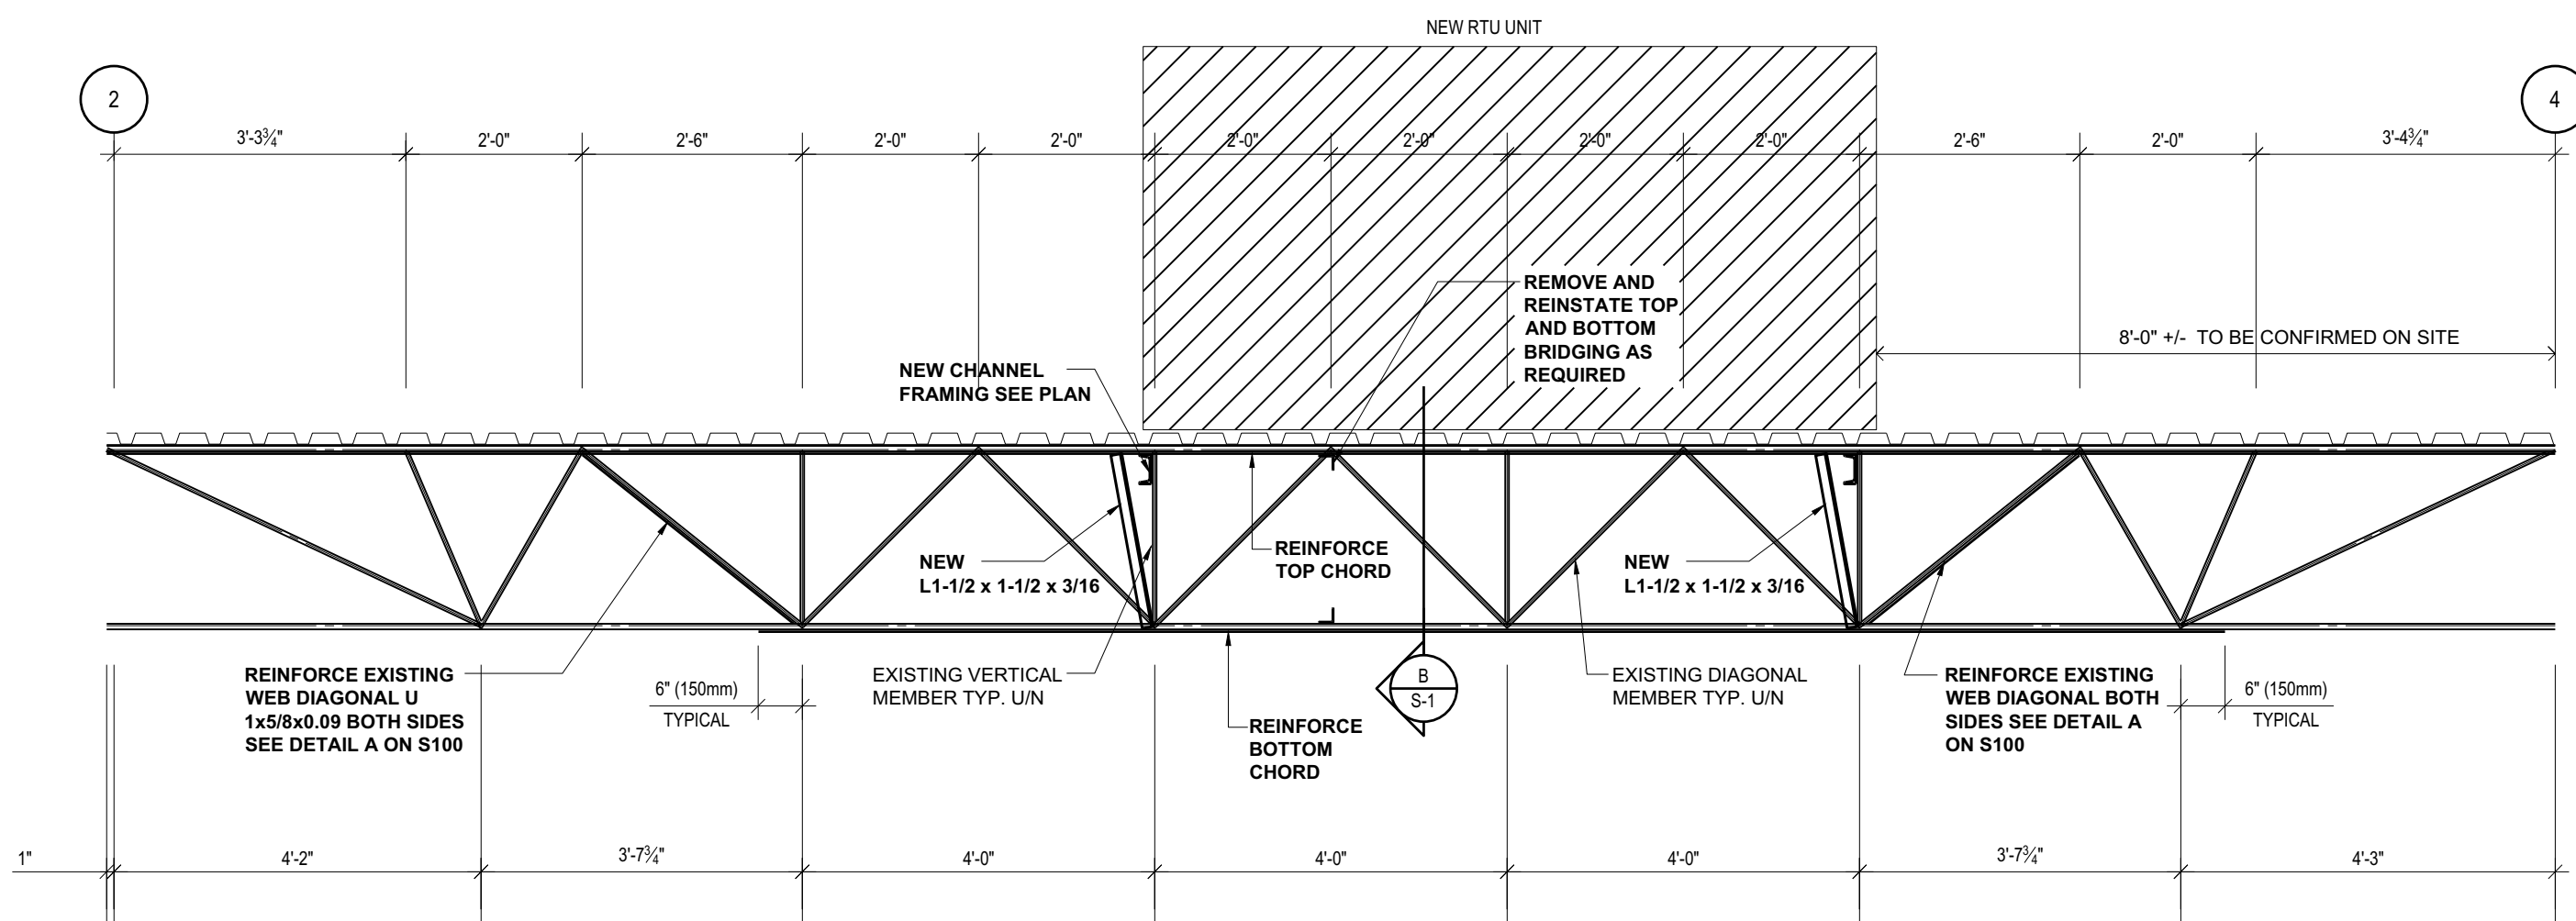 NEW RTU UNIT
2
4
3'-3¾"
2'-0"
2'-6"
2'-0"
2'-0"
2'-0"
2'-0"
2'-0"
2'-0"
2'-6"
2'-0"
3'-4¾"
REMOVE AND
REINSTATE TOP
AND BOTTOM
BRIDGING AS
REQUIRED
8'-0" +/- TO BE CONFIRMED ON SITE
NEW CHANNEL
FRAMING SEE PLAN
NEW
L1-1/2 x 1-1/2 x 3/16
REINFORCE
TOP CHORD
NEW
L1-1/2 x 1-1/2 x 3/16
REINFORCE EXISTING
WEB DIAGONAL U
1x5/8x0.09 BOTH SIDES
SEE DETAIL A ON S100
6" (150mm)
TYPICAL
EXISTING VERTICAL
MEMBER TYP. U/N
REINFORCE
BOTTOM
CHORD
B
S-1
EXISTING DIAGONAL
MEMBER TYP. U/N
REINFORCE EXISTING
WEB DIAGONAL BOTH
SIDES SEE DETAIL A
ON S100
6" (150mm)
TYPICAL
1"
4'-2"
3'-7¾"
4'-0"
4'-0"
4'-0"
3'-7¾"
4'-3"